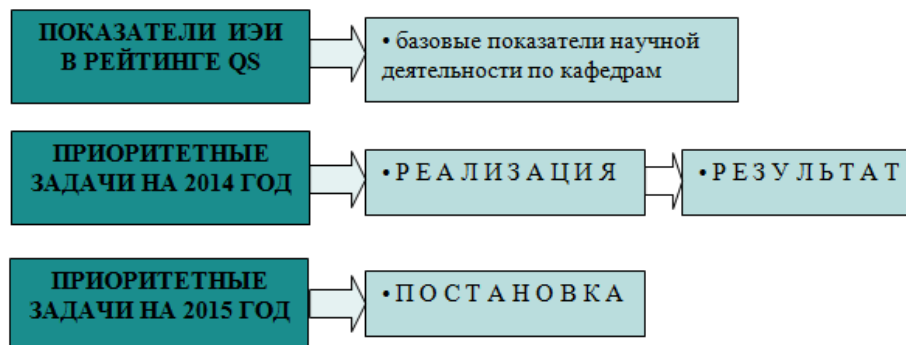 ПОКАЗАТЕЛИ ИЭИ
В РЕЙТИНГЕ QS
• базовые показатели научной
деятельности по кафедрам
ПРИОРИТЕТНЫЕ
ЗАДАЧИ НА 2014 ГОД
• Р Е А Л И З А Ц И Я
• Р Е З У Л Ь Т А Т
ПРИОРИТЕТНЫЕ
ЗАДАЧИ НА 2015 ГОД
• П О С Т А Н О В К А